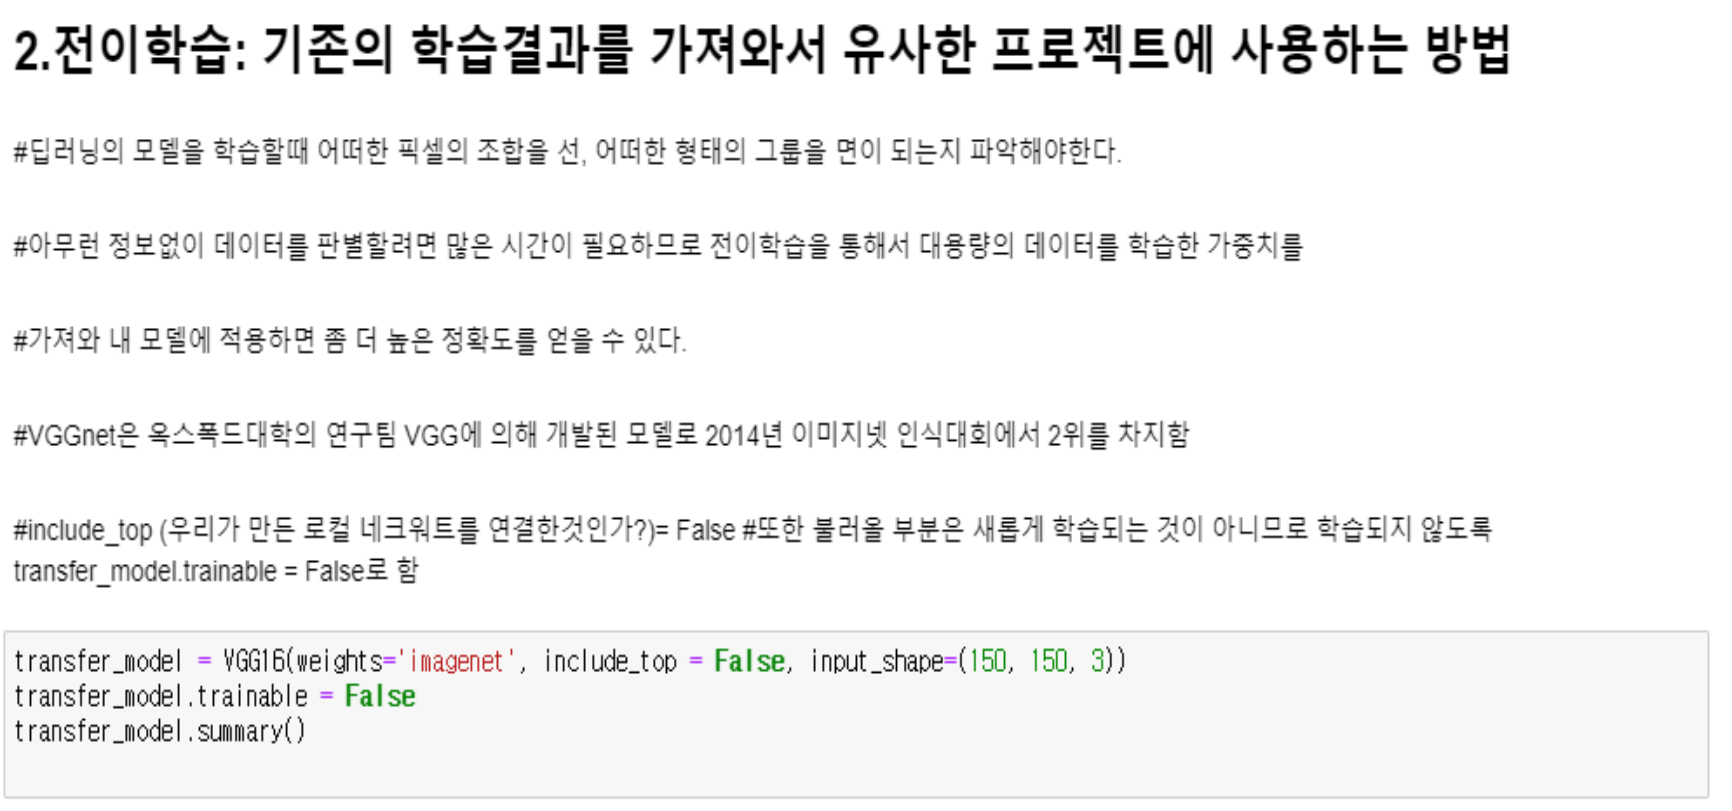 2.전이학습: 기존의 학습결과를 가져와서 유사한 프로젝트에 사용하는 방법
#딥러닝의 모델을 학습할때 어떠한 픽셀의 조합을 선, 어떠한 형태의 그룹을 면이 되는지 파악해야한다.
#아무런 정보없이 데이터를 판별할려면 많은 시간이 필요하므로 전이학습을 통해서 대용량의 데이터를 학습한 가중치를
#가져와 내 모델에 적용하면 좀 더 높은 정확도를 얻을 수 있다.
#VGGnet은 옥스폭드대학의 연구팀 VGG에 의해 개발된 모델로 2014년 이미지넷 인식대회에서 2위를 차지함
#include_top (우리가 만든 로컬 네크워트를 연결한것인가?)= False #또한 불러올 부분은 새롭게 학습되는 것이 아니므로 학습되지 않도록
transfer_model.trainable = False로 함
transfer_model = VGG16(weights='imagenet', include_top = False, input_shape=(150, 150, 3))
transfer_model.trainable = False
transfer_model.summary()